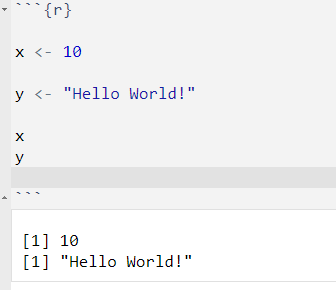 ```{r}
x <- 10
y <- "Hello World!"
x
y
```
[1] 10
[1] "Hello World!"